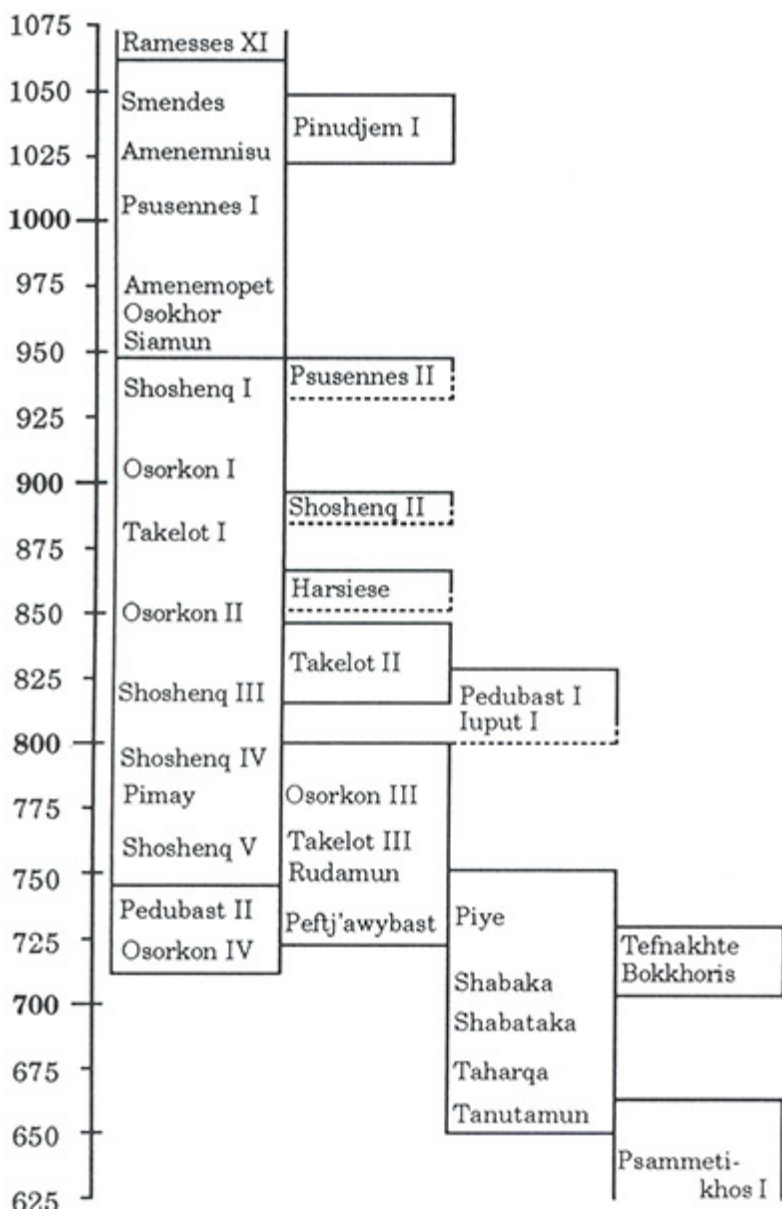 1075
1050
1025
1000
975
950
925
900
875
850
825
800
775
750
725
700
675
650
625
Ramesses XI
Smendes
Amenemnisu
Psusennes I
Amenemopet
Osokhor
Siamun
Shoshenq I
Osorkon I
Takelot I
Osorkon II
Shoshenq III
Shoshenq IV
Pimay
Shoshenq V
Pedubast II
Osorkon IV
Pinudjem I
Psusennes II
Shoshenq II
Harsiese
Takelot II
Osorkon III
Takelot III
Rudamun
Peftj'awybast
Pedubast I
Iuput I
Piye
Shabaka
Shabataka
Taharqa
Tanutamun
Tefnakhte
Bokkhoris
Psammeti-
khos I